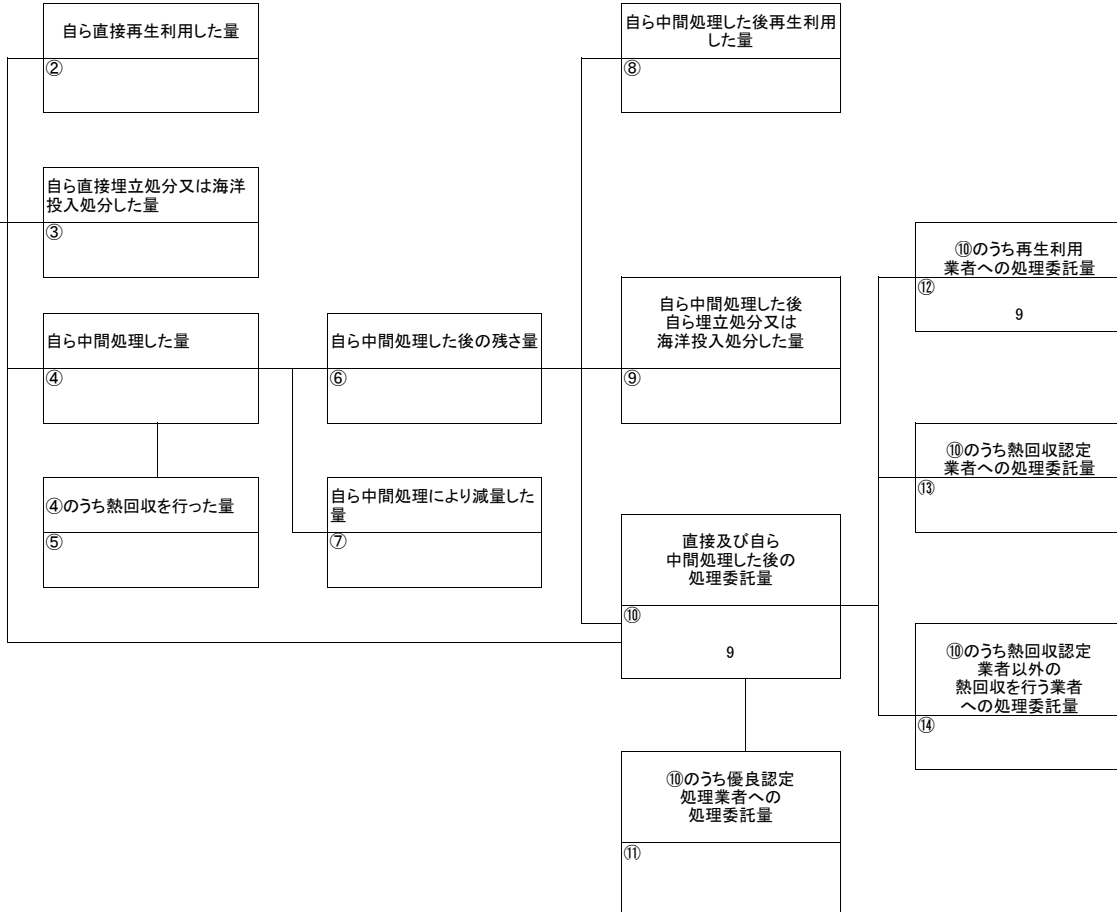 自ら直接再生利用した量
②
自ら直接埋立処分又は海洋
投入処分した量
③
自ら中間処理した量
④
④のうち熱回収を行った量
⑤
自ら中間処理した後の残さ量
⑥
自ら中間処理により減量した
量
⑦
自ら中間処理した後再生利用
した量
⑧
自ら中間処理した後
自ら埋立処分又は
海洋投入処分した量
⑨
直接及び自ら
中間処理した後の
処理委託量
⑩
9
⑩のうち優良認定
処理業者への
処理委託量
⑪
⑩のうち再生利用
業者への処理委託量
⑫
9
⑩のうち熱回収認定
業者への処理委託量
⑬
⑩のうち熱回収認定
業者以外の
熱回収を行う業者
への処理委託量
⑭